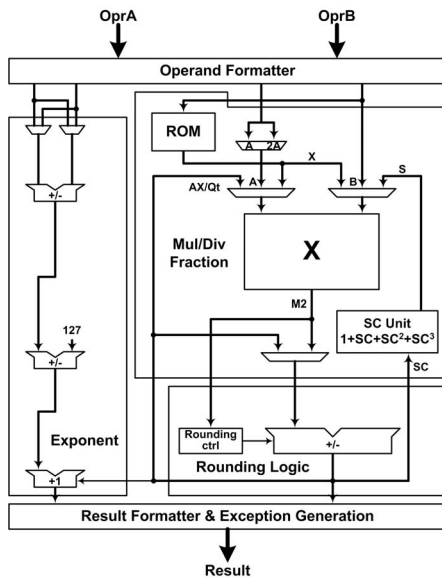 OprA OprB
Operand Formatter
ROM
A 2A
X
S
AX/Qt A B
+/-
Mul/Div
Fraction
X
M2
127
SC Unit
1+SC+SC²+SC³
+/-
SC
Exponent
Rounding
ctrl
+/-
Rounding Logic
+1
Result Formatter & Exception Generation
Result